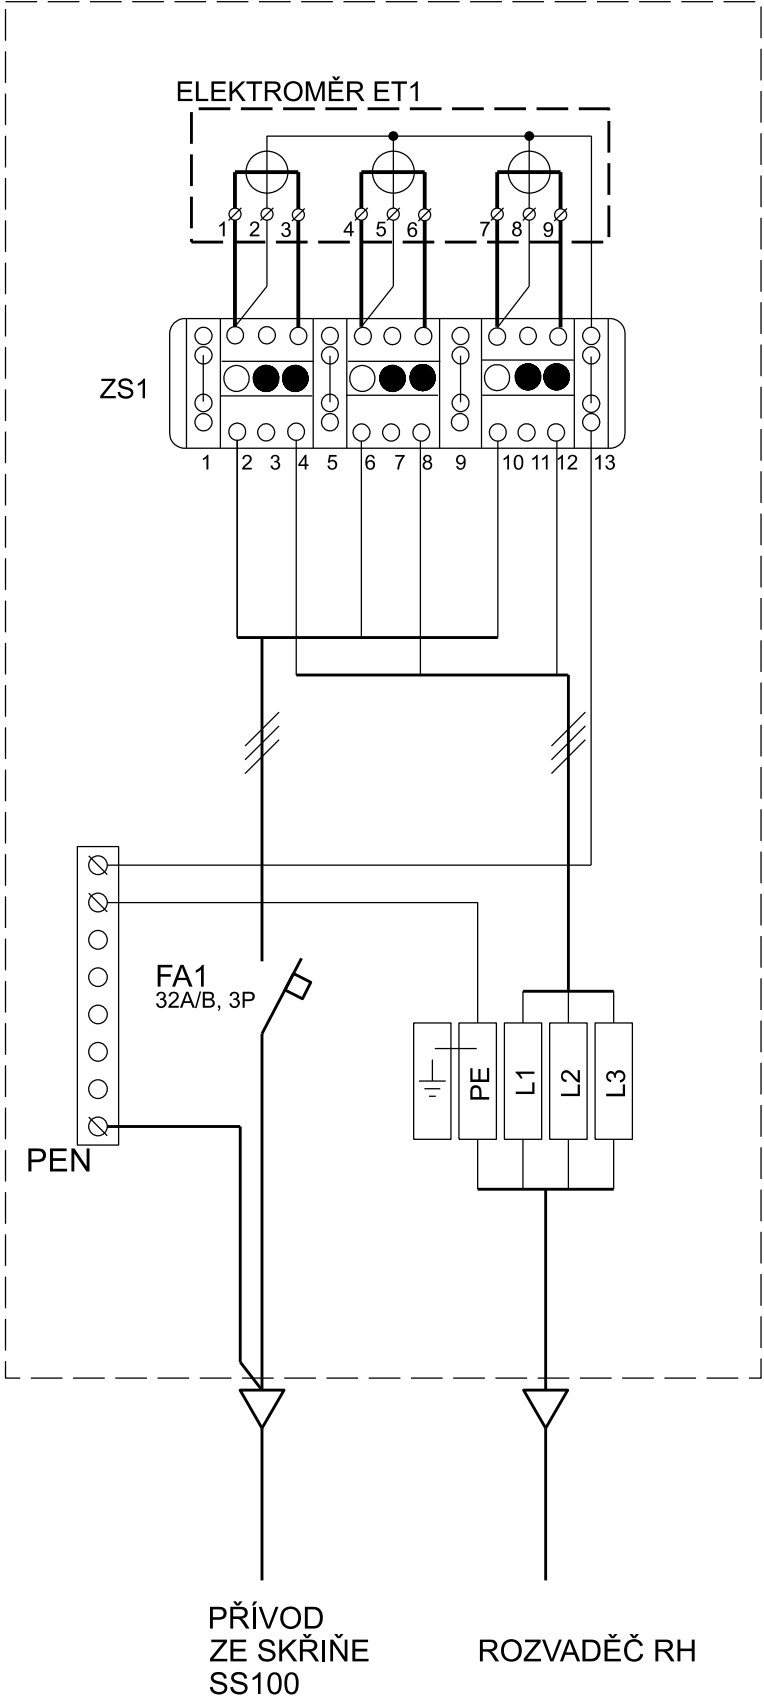 ELEKTROMĚR ET1
1 2 3 4 5 6 7 8 9
ZS1
1 2 3 4 5 6 7 8 9 10 11 12 13
FA1
32A/B, 3P
PE L1 L2 L3
PEN
PŘÍVOD
ZE SKŘIŇE
SS100
ROZVADĚČ RH